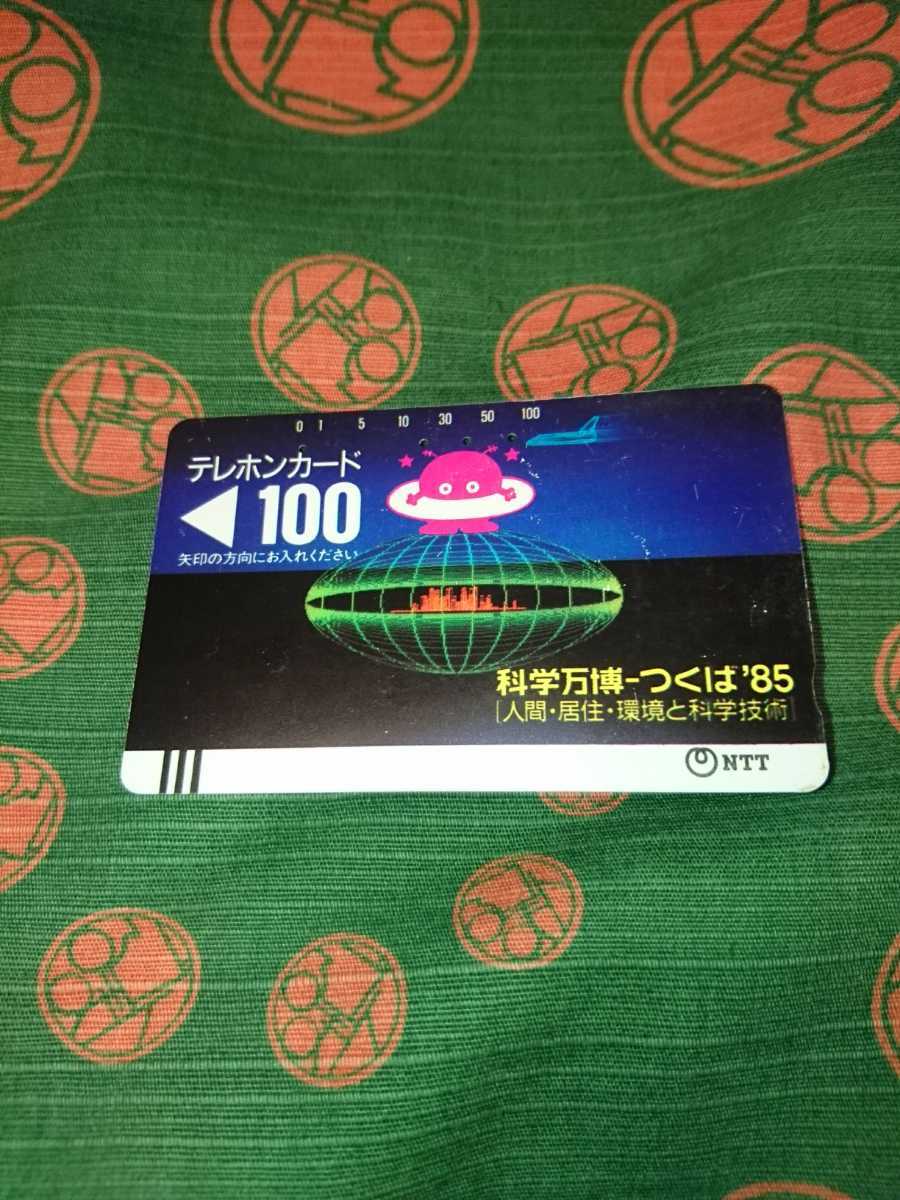 0 1 5 10 30 50 100
テレホンカード
100
矢印の方向にお入れください
科学万博-つくば'85
[人間・居住・環境と科学技術]
NTT